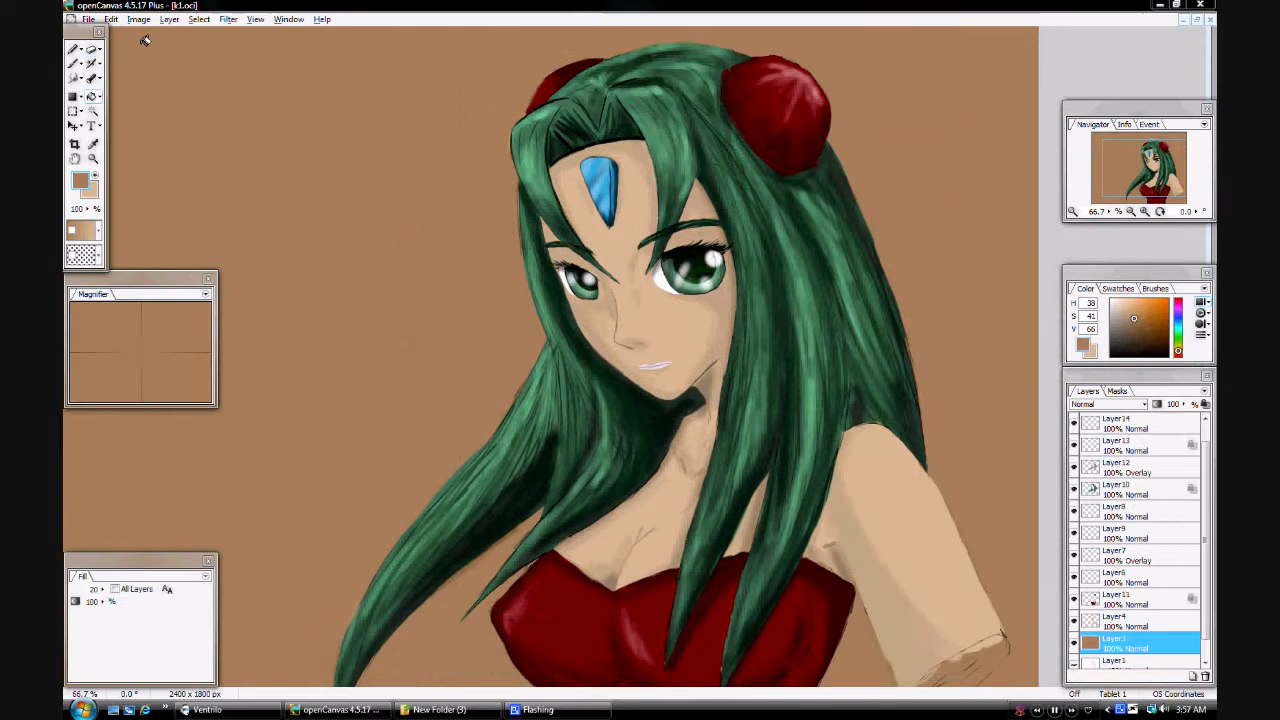 openCanvas 4.5.17 Plus - [k1.oci]
File Edit Image Layer Select Filter View Window Help
100 %
Magnifier
Fill
20 All Layers AA
100 %
Navigator Info Event
66.7 % 0.0 °
Color Swatches Brushes
H 38
S 41
V 66
Layers Masks
Normal 100 %
Layer14
100% Normal
Layer13
100% Normal
Layer12
100% Overlay
Layer10
100% Normal
Layer8
100% Normal
Layer9
100% Normal
Layer7
100% Overlay
Layer6
100% Normal
Layer11
100% Normal
Layer4
100% Normal
Layer3
100% Normal
Layer1
66.7 % 0.0 ° 2400 x 1800 px Off Tablet 1 OS Coordinates
Ventrilo openCanvas 4.5.17 ... New Folder (3) Flashing 3:57 AM